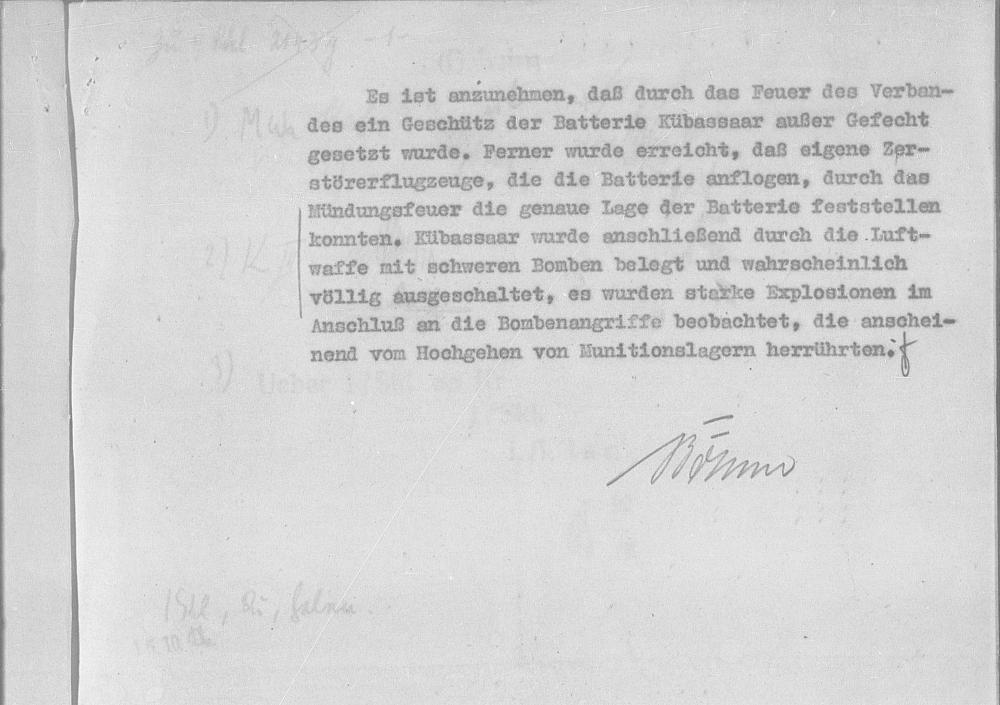 Es ist anzunehmen, daß durch das Feuer des Verban-
des ein Geschütz der Batterie Kübassaar außer Gefecht
gesetzt wurde. Ferner wurde erreicht, daß eigene Zer-
störerflugzeuge, die die Batterie anflogen, durch das
Mündungsfeuer die genaue Lage der Batterie feststellen
konnten. Kübassaar wurde anschließend durch die Luft-
waffe mit schweren Bomben belegt und wahrscheinlich
völlig ausgeschaltet, es wurden starke Explosionen im
Anschluß an die Bombenangriffe beobachtet, die anschei-
nend vom Hochgehen von Munitionslagern herrührten.